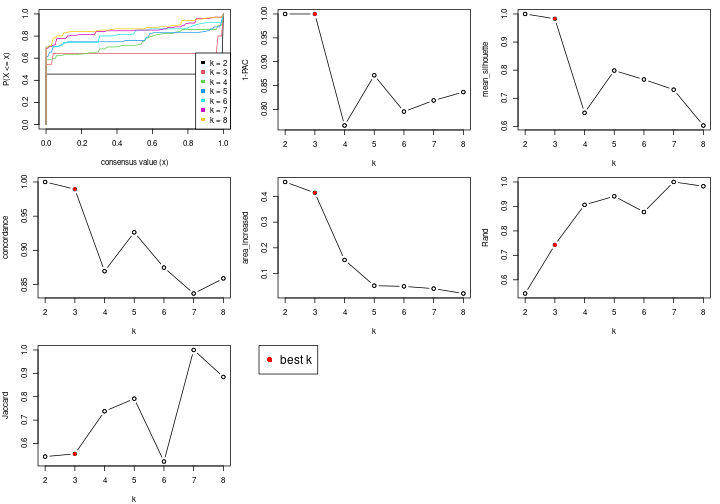 P(X <= x)
0.0 0.2 0.4 0.6 0.8 1.0
k = 2
k = 3
k = 4
k = 5
k = 6
k = 7
k = 8
0.0 0.2 0.4 0.6 0.8 1.0
consensus value (x)
1-PAC
0.80 0.85 0.90 0.95 1.00
2 3 4 5 6 7 8
k
mean_silhouette
0.6 0.7 0.8 0.9 1.0
2 3 4 5 6 7 8
k
concordance
0.85 0.90 0.95 1.00
2 3 4 5 6 7 8
k
area_increased
0.1 0.2 0.3 0.4
2 3 4 5 6 7 8
k
Rand
0.6 0.7 0.8 0.9 1.0
2 3 4 5 6 7 8
k
Jaccard
0.6 0.7 0.8 0.9 1.0
2 3 4 5 6 7 8
k
best k